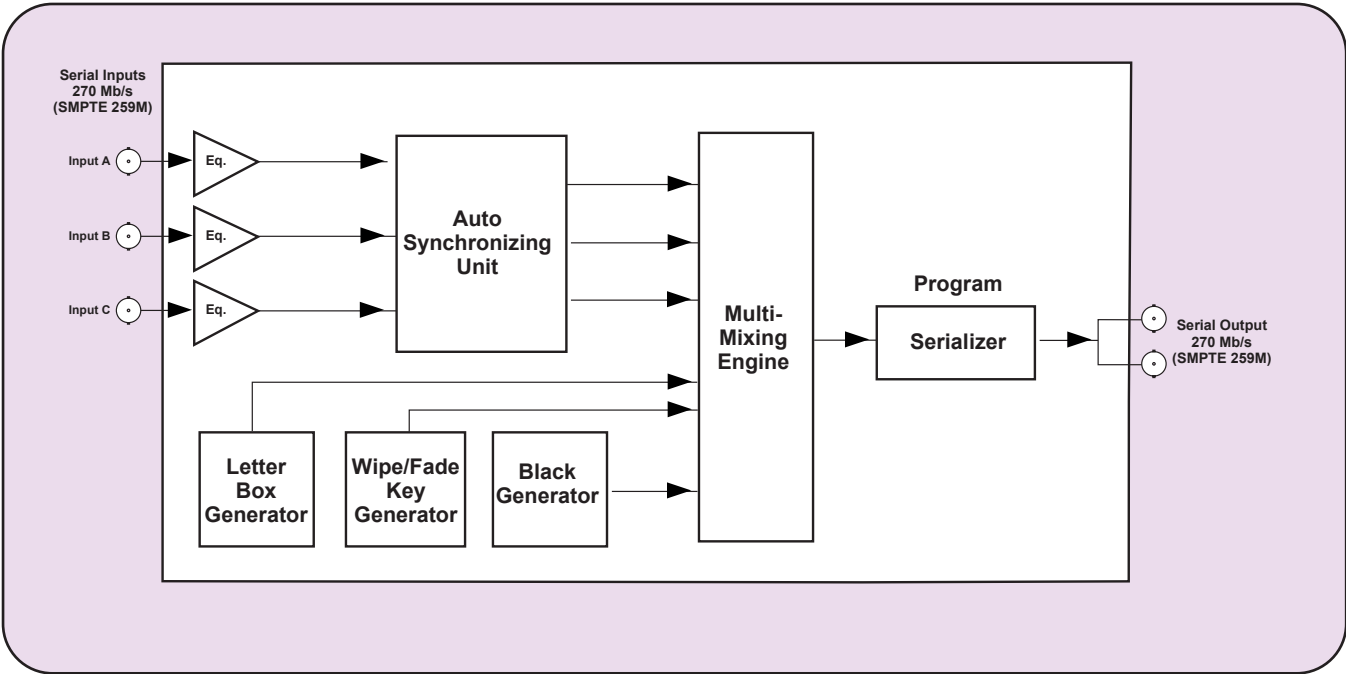 Serial Inputs
270 Mb/s
(SMPTE 259M)
Input A
Eq.
Input B
Eq.
Input C
Eq.
Auto
Synchronizing
Unit
Letter
Box
Generator
Wipe/Fade
Key
Generator
Black
Generator
Multi-
Mixing
Engine
Program
Serializer
Serial Output
270 Mb/s
(SMPTE 259M)